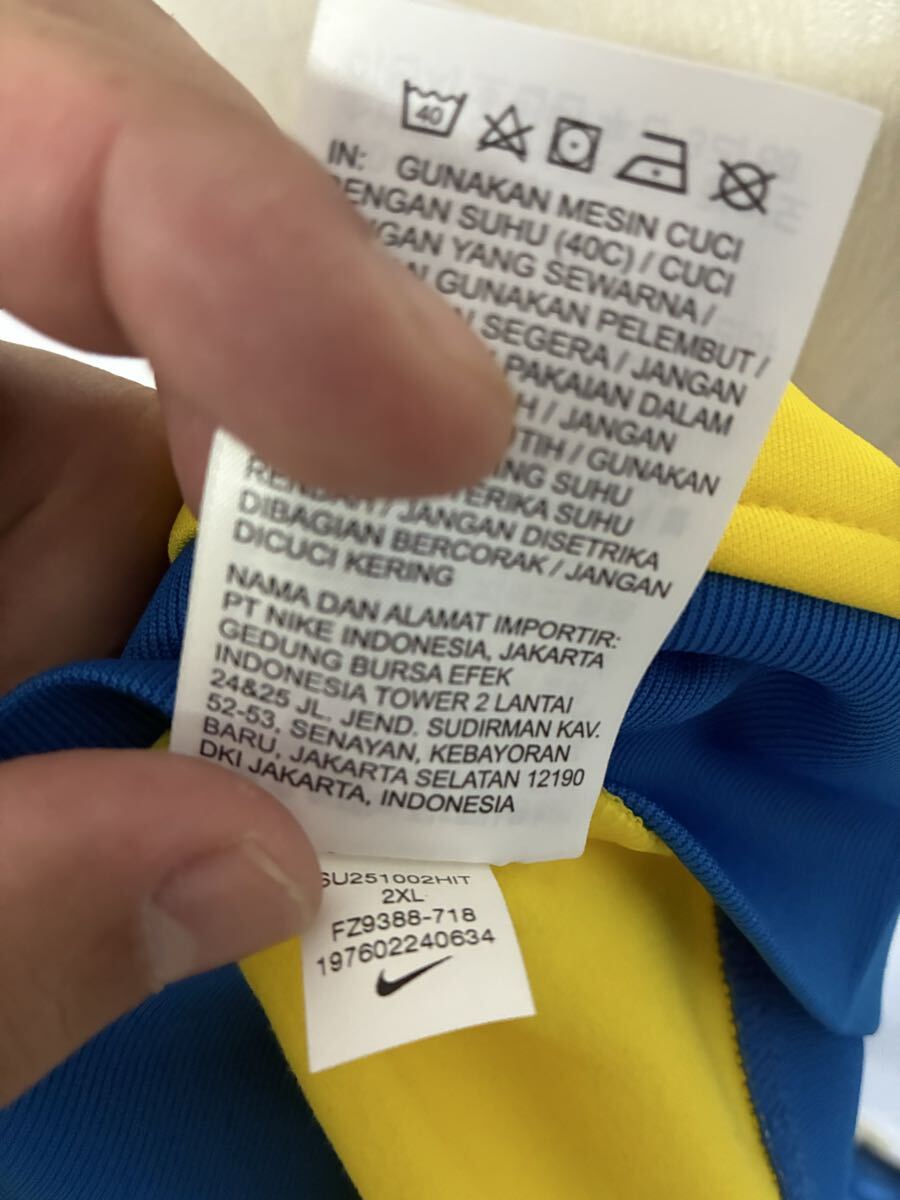 40
IN: GUNAKAN MESIN CUCI
DENGAN SUHU (40C) / CUCI
YANG SEWARNA /
GUNAKAN PELEMBUT /
SEGERA / JANGAN
PAKAIAN DALAM
/ JANGAN
/ GUNAKAN
SUHU
SUHU
/ JANGAN DISETRIKA
DIBAGIAN BERCORAK / JANGAN
DICUCI KERING
NAMA DAN ALAMAT IMPORTIR:
PT NIKE INDONESIA, JAKARTA
GEDUNG BURSA EFEK
INDONESIA TOWER 2 LANTAI
24&25 JL. JEND. SUDIRMAN KAV.
52-53, SENAYAN, KEBAYORAN
BARU, JAKARTA SELATAN 12190
DKI JAKARTA, INDONESIA
SU251002HIT
2XL
FZ9388-718
197602240634